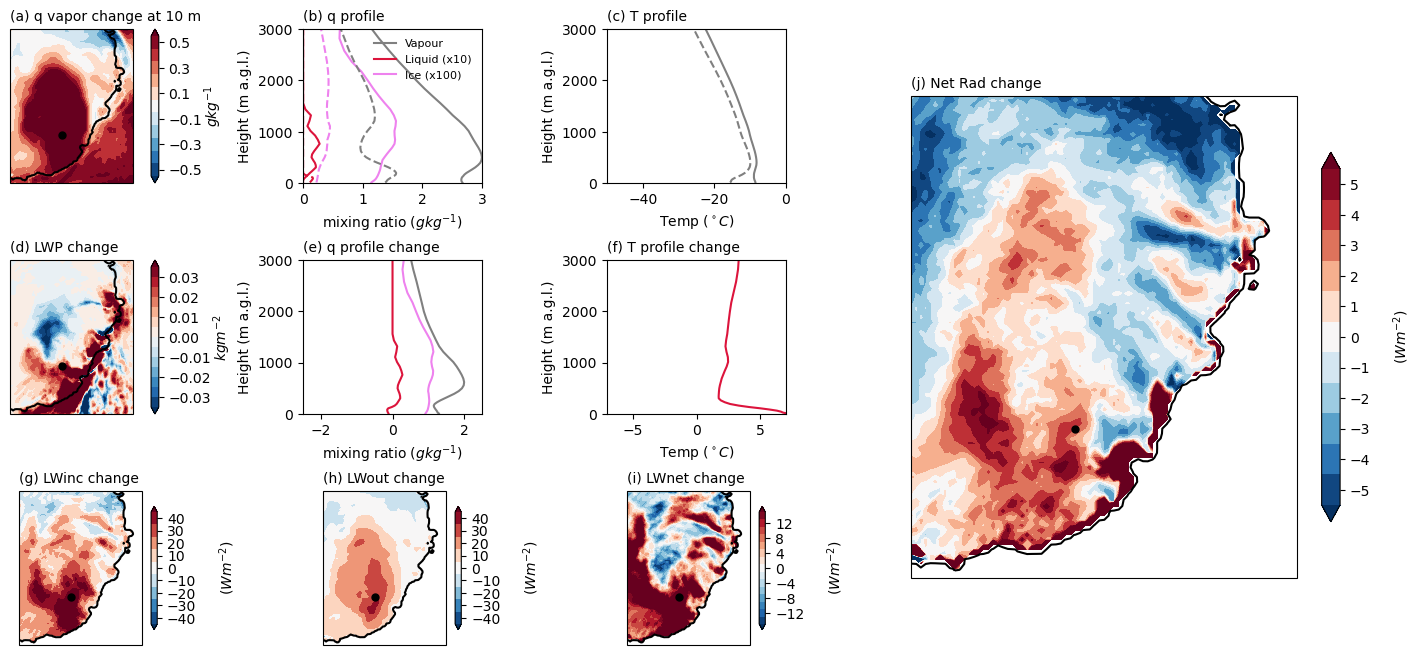 (a) q vapor change at 10 m
0.5
0.3
0.1
−0.1
−0.3
−0.5
gkg⁻¹
(b) q profile
Height (m a.g.l.)
3000
2000
1000
0
Vapour
Liquid (x10)
Ice (x100)
0
1
2
3
mixing ratio (gkg⁻¹)
(c) T profile
Height (m a.g.l.)
3000
2000
1000
0
−40
−20
0
Temp (°C)
(d) LWP change
0.03
0.02
0.01
0.00
−0.01
−0.02
−0.03
kgm⁻²
(e) q profile change
Height (m a.g.l.)
3000
2000
1000
0
−2
0
2
mixing ratio (gkg⁻¹)
(f) T profile change
Height (m a.g.l.)
3000
2000
1000
0
−5
0
5
Temp (°C)
(g) LWinc change
40
30
20
10
0
−10
−20
−30
−40
(Wm⁻²)
(h) LWout change
40
30
20
10
0
−10
−20
−30
−40
(Wm⁻²)
(i) LWnet change
12
8
4
0
−4
−8
−12
(Wm⁻²)
(j) Net Rad change
5
4
3
2
1
0
−1
−2
−3
−4
−5
(Wm⁻²)